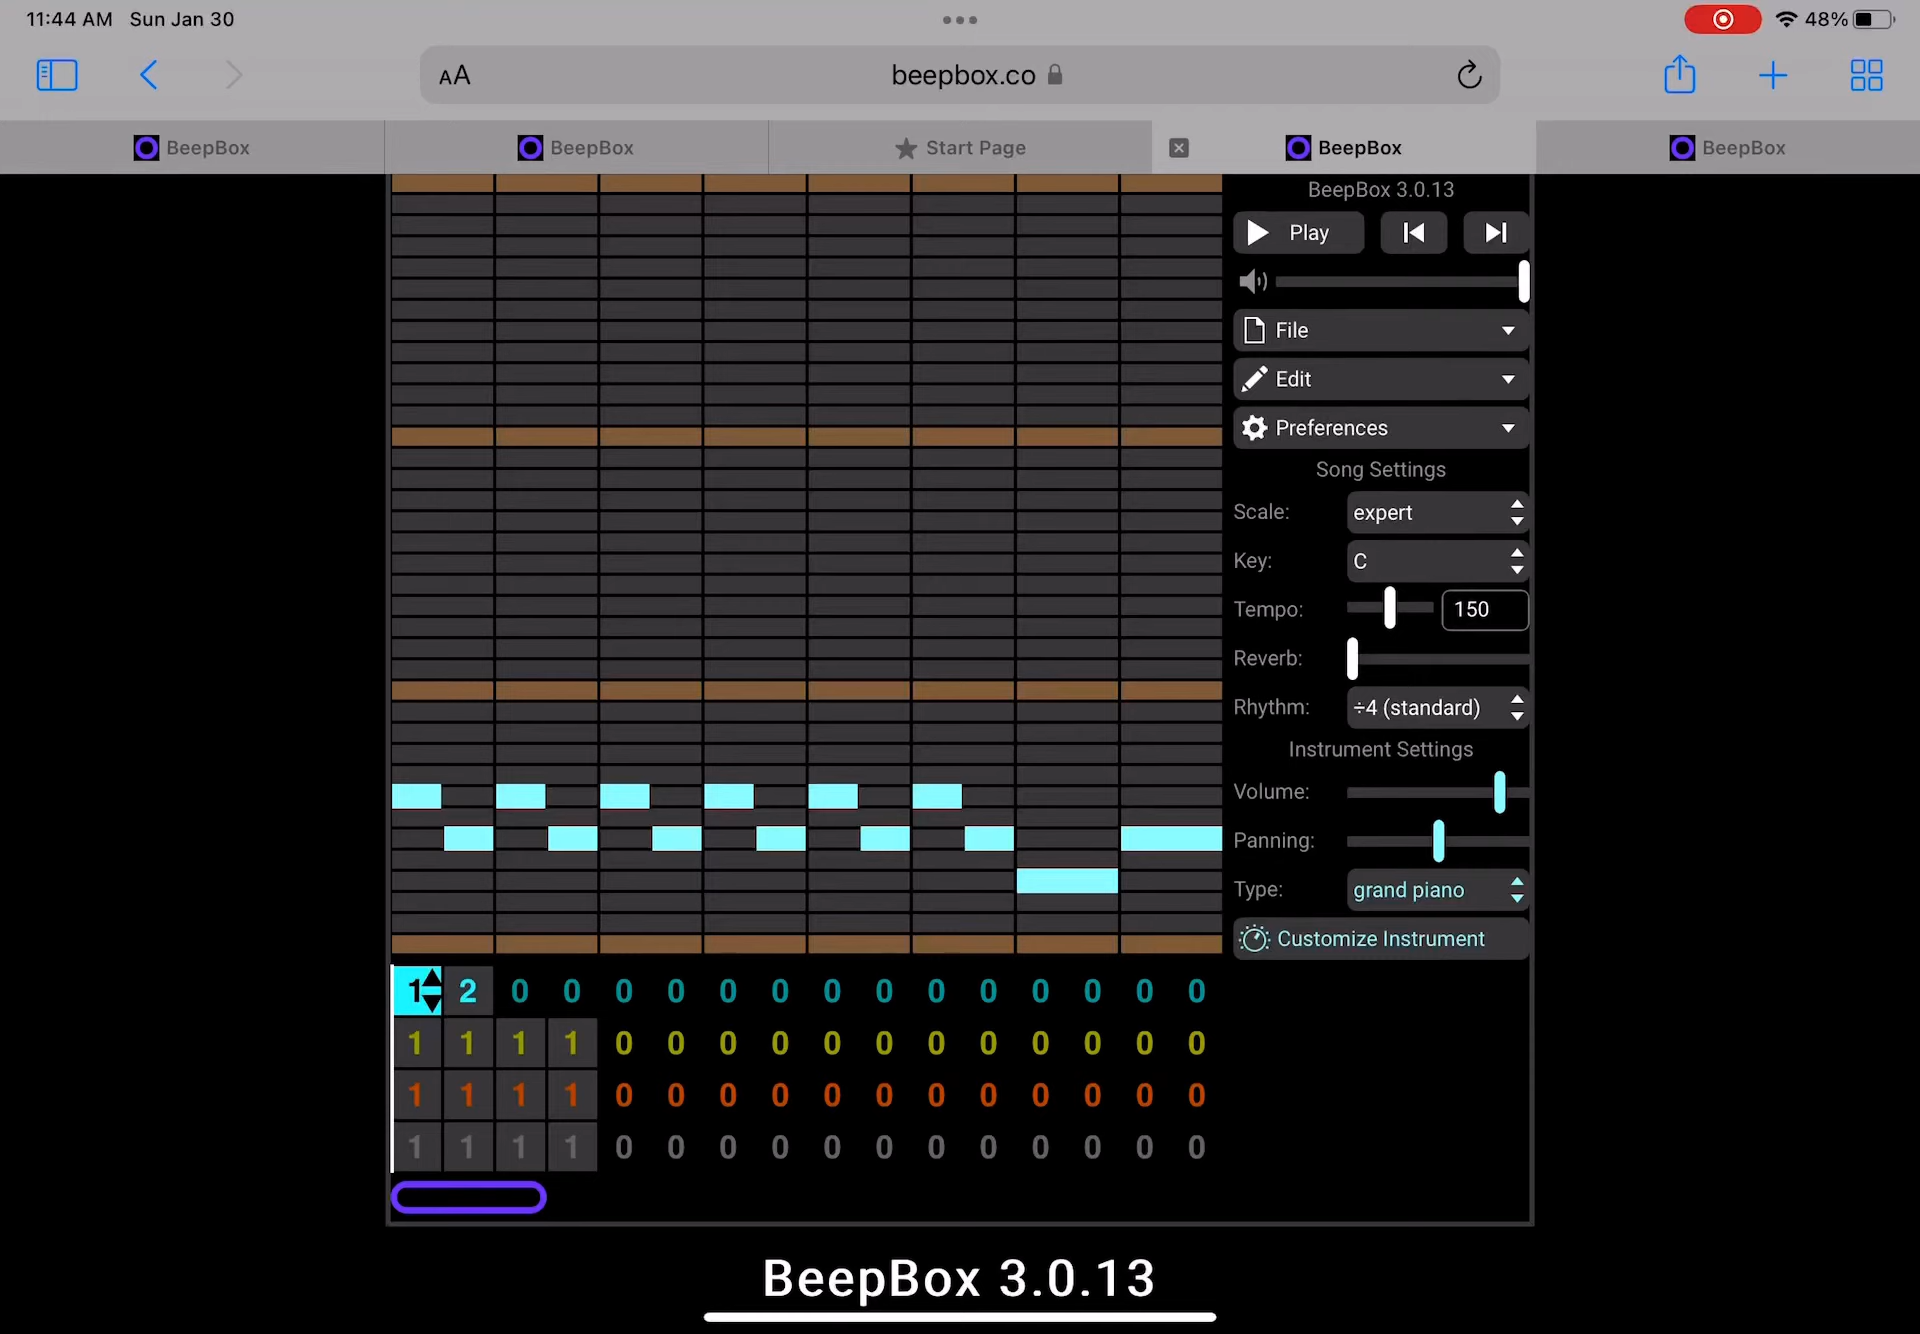 11:44 AM Sun Jan 30
48%
AA
beepbox.co
BeepBox
BeepBox
Start Page
BeepBox
BeepBox
BeepBox 3.0.13
Play
File
Edit
Preferences
Song Settings
Scale: expert
Key: C
Tempo: 150
Reverb:
Rhythm: ÷4 (standard)
Instrument Settings
Volume:
Panning:
Type: grand piano
Customize Instrument
1 2 0 0 0 0 0 0 0 0 0 0 0 0 0 0
1 1 1 1 0 0 0 0 0 0 0 0 0 0 0 0
1 1 1 1 0 0 0 0 0 0 0 0 0 0 0 0
1 1 1 1 0 0 0 0 0 0 0 0 0 0 0 0
BeepBox 3.0.13